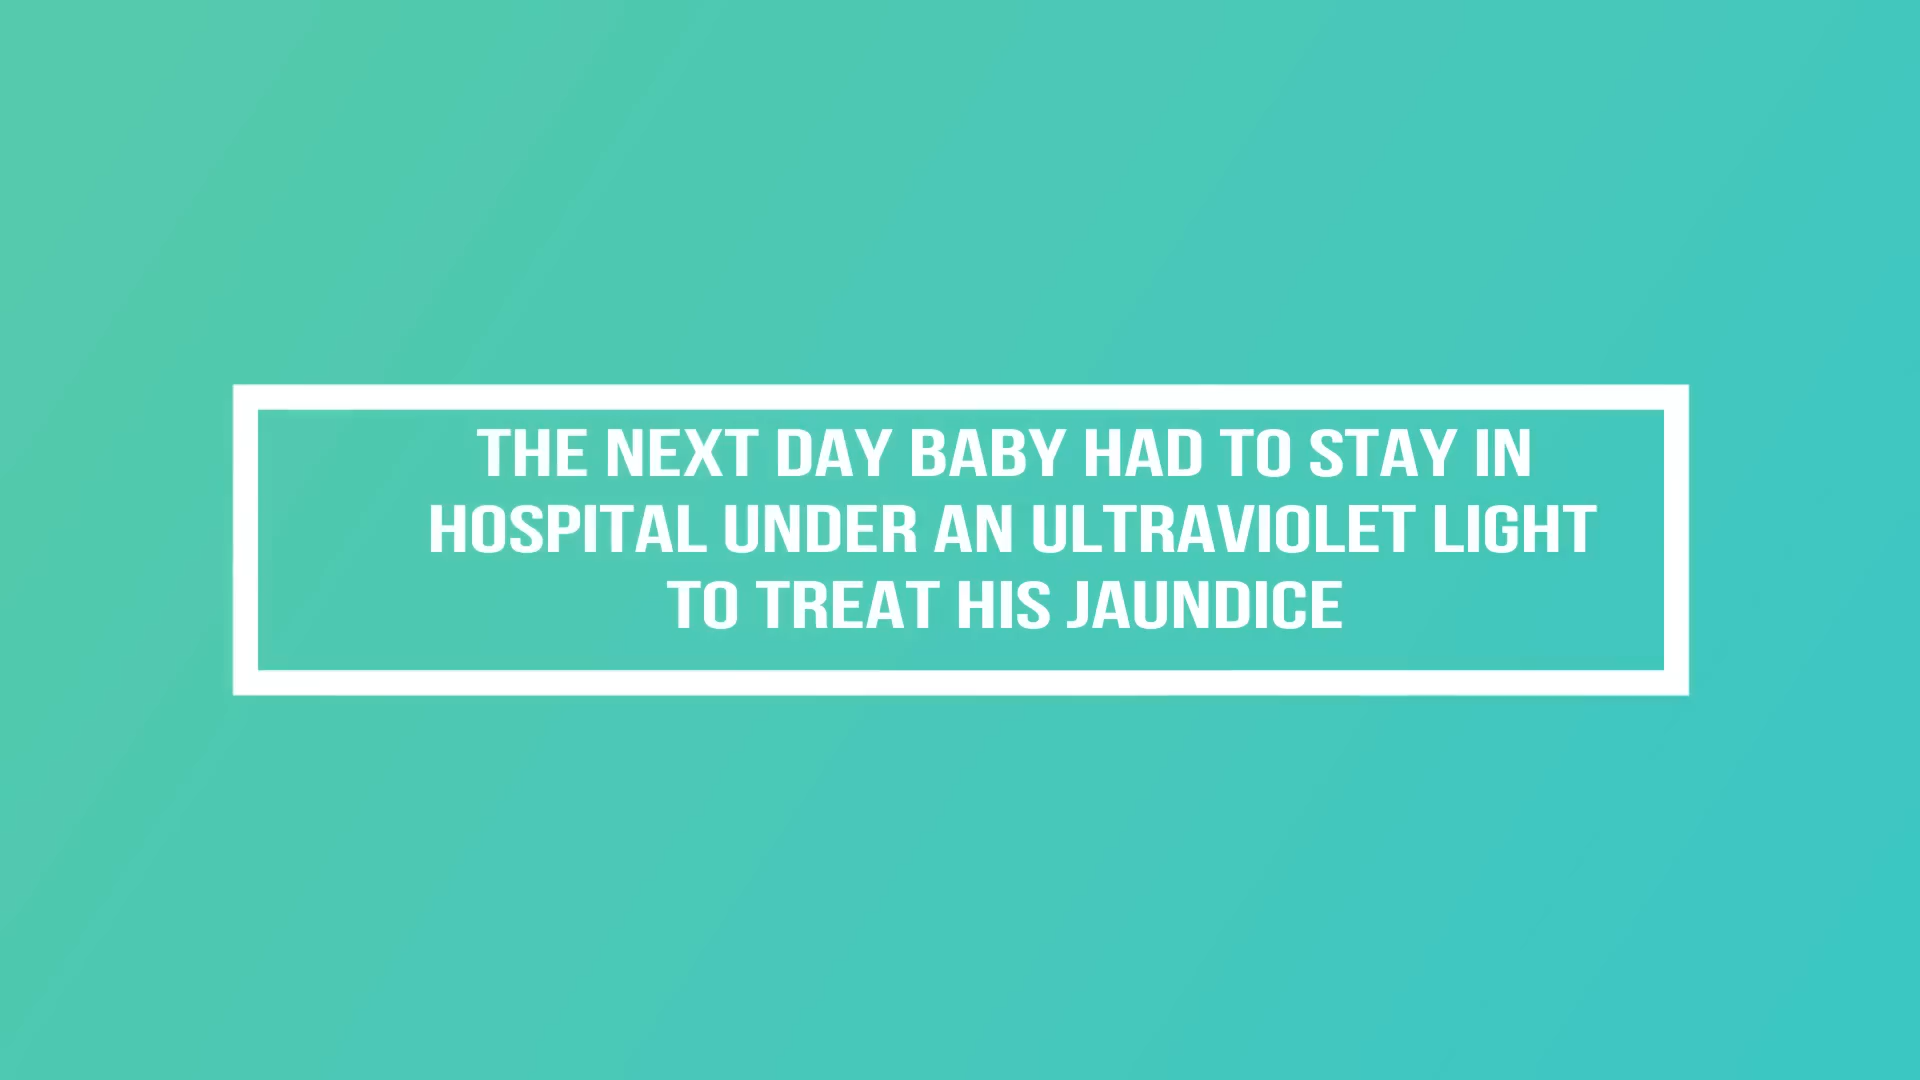 THE NEXT DAY BABY HAD TO STAY IN
HOSPITAL UNDER AN ULTRAVIOLET LIGHT
TO TREAT HIS JAUNDICE